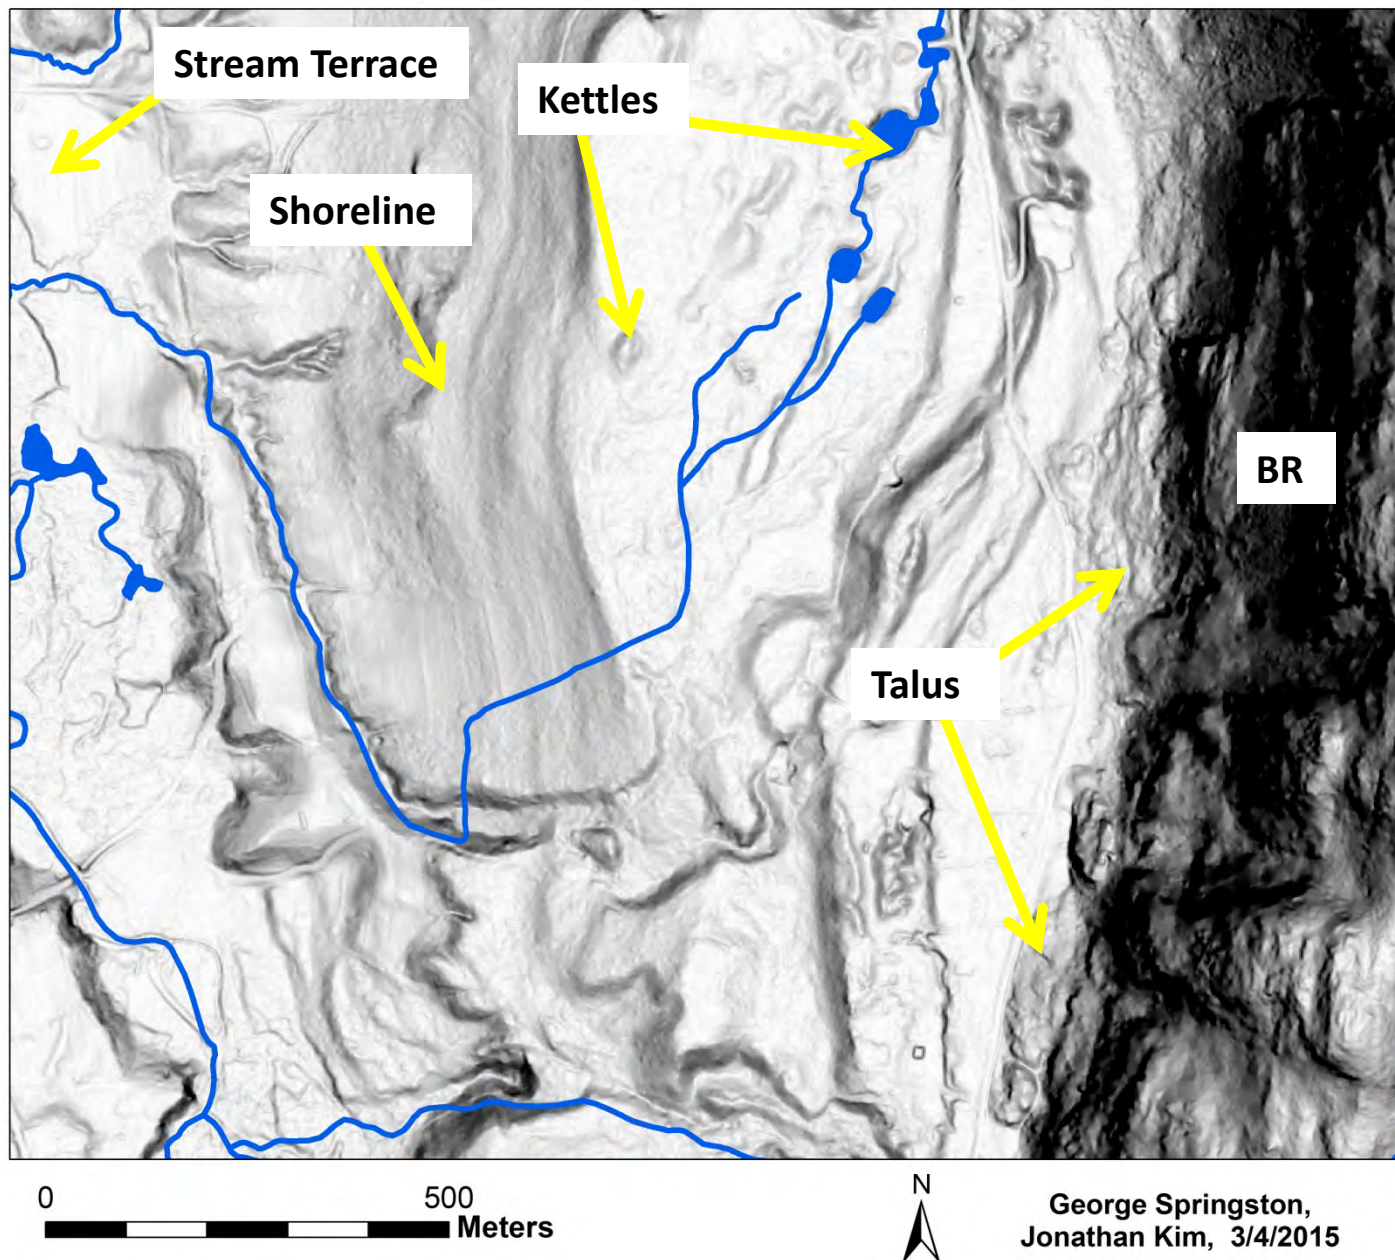 Stream Terrace
Kettles
Shoreline
BR
Talus
0 500
Meters
N
George Springston,
Jonathan Kim, 3/4/2015